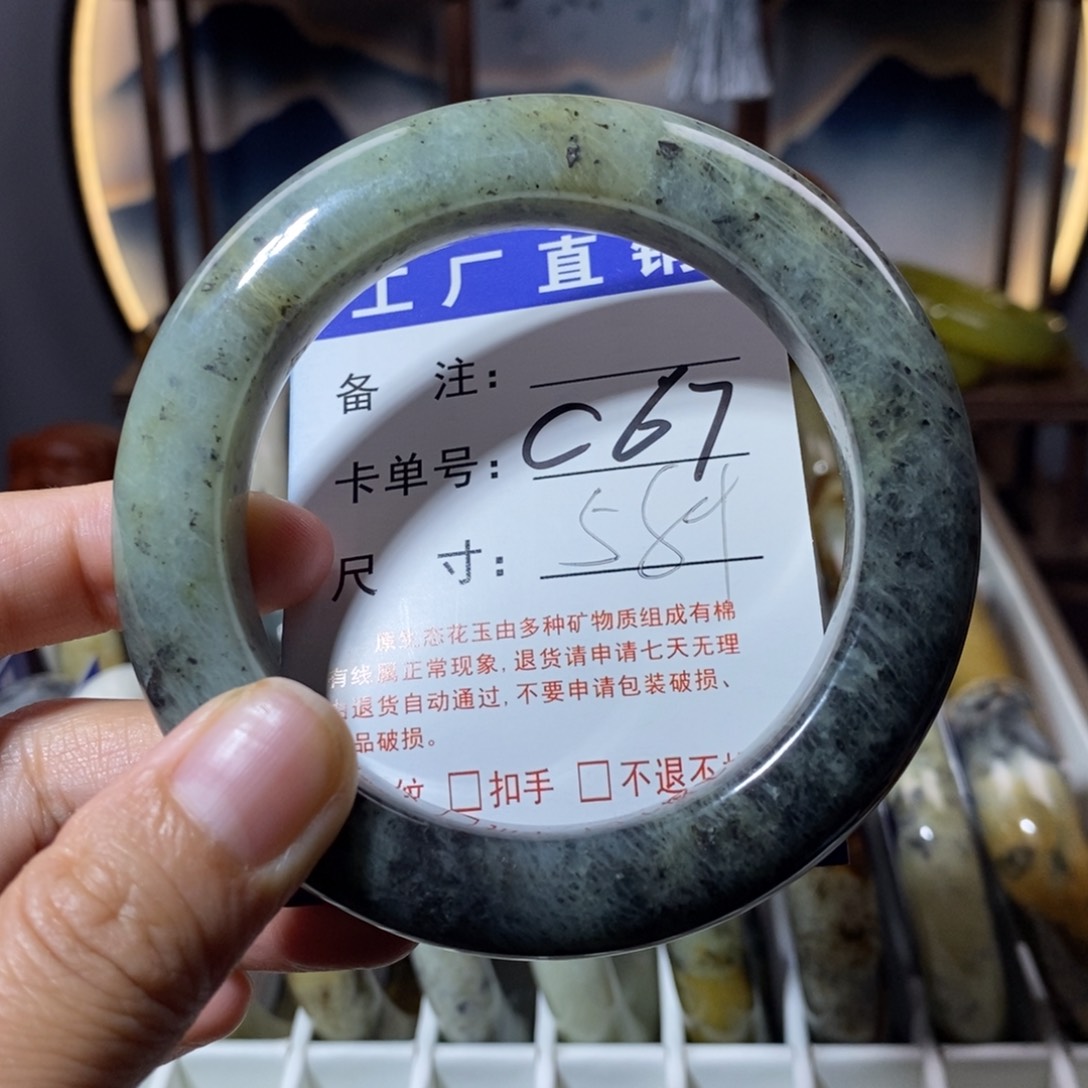 工厂直销
备 注:
卡单号: C67
尺 寸: 584
原生态花玉由多种矿物质组成有棉
有线属正常现象,退货请申请七天无理
由退货自动通过,不要申请包装破损、
品破损。
纹 □扣手 □不退不